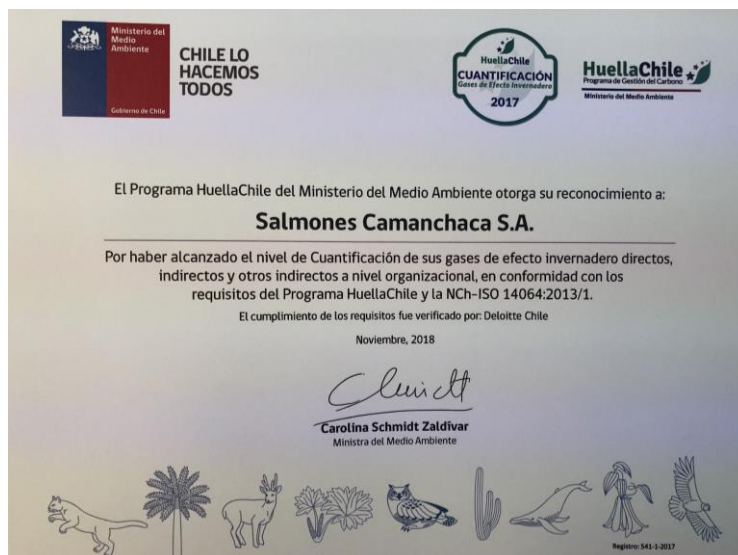 Ministerio del
Medio
Ambiente
Gobierno de Chile
CHILE LO
HACEMOS
TODOS
HuellaChile
CUANTIFICACIÓN
Gases de Efecto Invernadero
2017
HuellaChile
Programa de Gestión del Carbono
Ministerio del Medio Ambiente
El Programa HuellaChile del Ministerio del Medio Ambiente otorga su reconocimiento a:
Salmones Camanchaca S.A.
Por haber alcanzado el nivel de Cuantificación de sus gases de efecto invernadero directos,
indirectos y otros indirectos a nivel organizacional, en conformidad con los
requisitos del Programa HuellaChile y la NCh-ISO 14064:2013/1.
El cumplimiento de los requisitos fue verificado por: Deloitte Chile
Noviembre, 2018
Carolina Schmidt Zaldívar
Ministra del Medio Ambiente
Registro: 541-1-2017